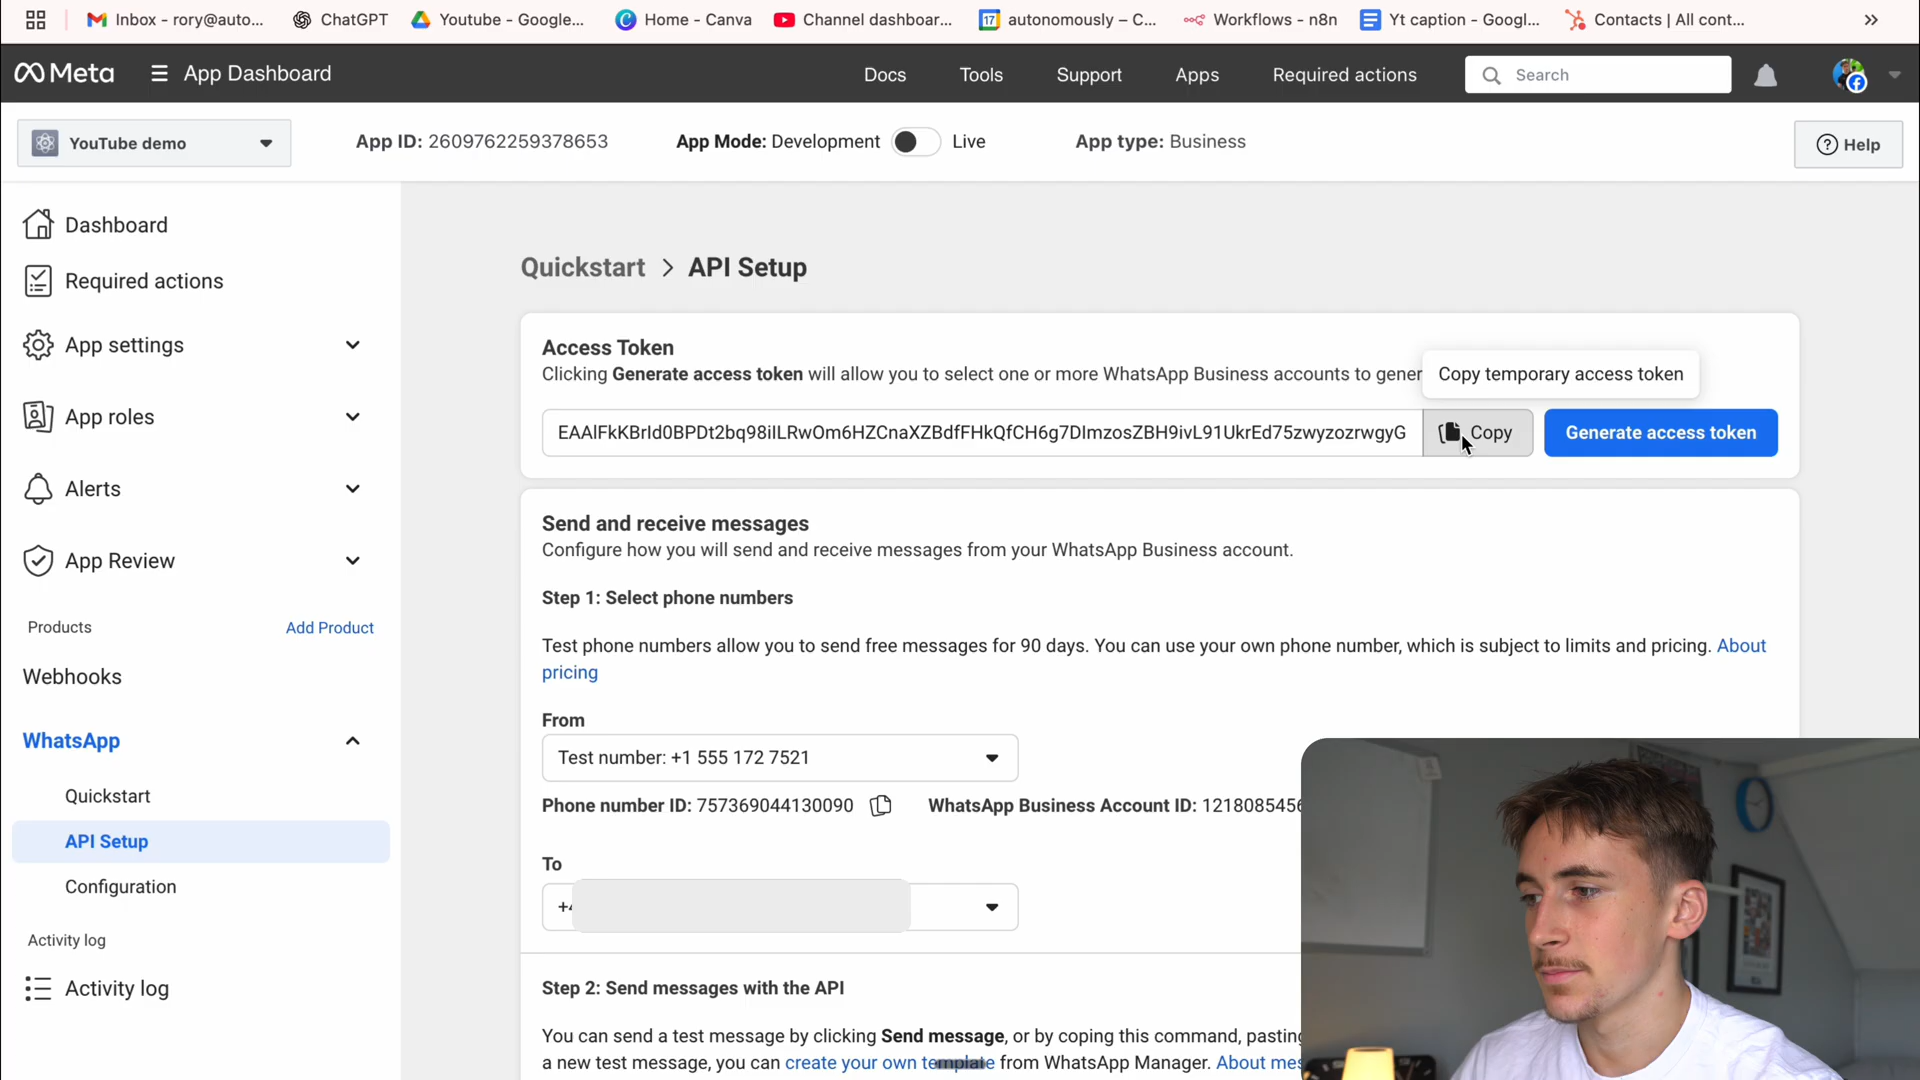 Inbox - rory@auto...
ChatGPT
Youtube - Google...
Home - Canva
Channel dashboar...
17
autonomously – C...
Workflows - n8n
Yt caption - Googl...
Contacts | All cont...
Meta
App Dashboard
Docs
Tools
Support
Apps
Required actions
Search
YouTube demo
App ID: 2609762259378653
App Mode: Development
Live
App type: Business
Help
Dashboard
Required actions
App settings
App roles
Alerts
App Review
Products
Add Product
Webhooks
WhatsApp
Quickstart
API Setup
Configuration
Activity log
Activity log
Quickstart > API Setup
Access Token
Clicking Generate access token will allow you to select one or more WhatsApp Business accounts to gener
Copy temporary access token
EAAlFkKBrId0BPDt2bq98iILRwOm6HZCnaXZBdfFHkQfCH6g7DImzosZBH9ivL91UkrEd75zwyzozrwgyG
Copy
Generate access token
Send and receive messages
Configure how you will send and receive messages from your WhatsApp Business account.
Step 1: Select phone numbers
Test phone numbers allow you to send free messages for 90 days. You can use your own phone number, which is subject to limits and pricing. About
pricing
From
Test number: +1 555 172 7521
Phone number ID: 757369044130090
WhatsApp Business Account ID: 1218085456
To
Step 2: Send messages with the API
You can send a test message by clicking Send message, or by coping this command, pasting
a new test message, you can create your own template from WhatsApp Manager. About mes